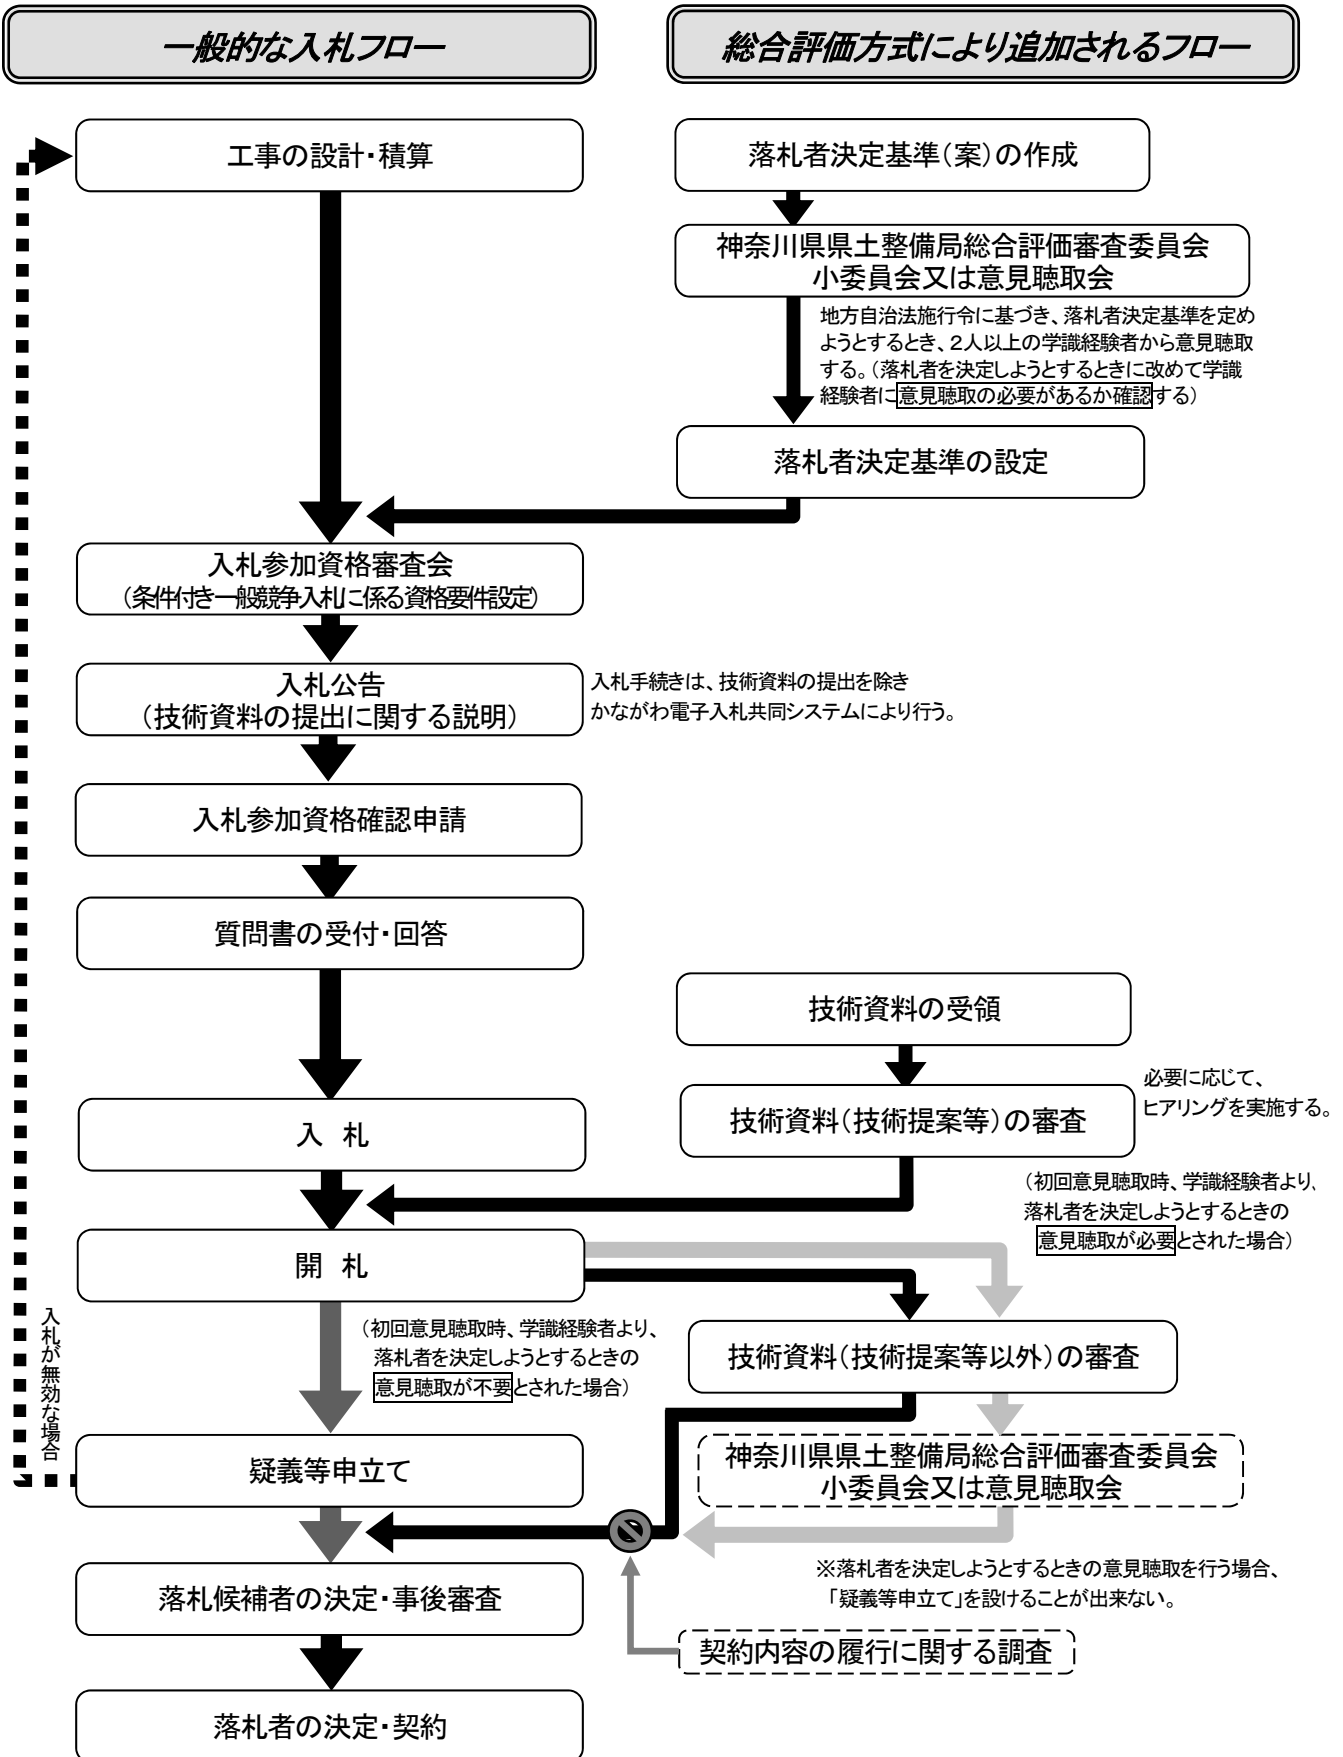 一般的な入札フロー
総合評価方式により追加されるフロー
工事の設計・積算
落札者決定基準(案)の作成
神奈川県県土整備局総合評価審査委員会
小委員会又は意見聴取会
地方自治法施行令に基づき、落札者決定基準を定め
ようとするとき、2人以上の学識経験者から意見聴取
する。(落札者を決定しようとするときに改めて学識
経験者に意見聴取の必要があるか確認する)
落札者決定基準の設定
入札参加資格審査会
(条件付き一般競争入札に係る資格要件設定)
入札公告
(技術資料の提出に関する説明)
入札手続きは、技術資料の提出を除き
かながわ電子入札共同システムにより行う。
入札参加資格確認申請
質問書の受付・回答
技術資料の受領
技術資料(技術提案等)の審査
必要に応じて、
ヒアリングを実施する。
入 札
(初回意見聴取時、学識経験者より、
落札者を決定しようとするときの
意見聴取が必要とされた場合)
開 札
入札が無効な場合
(初回意見聴取時、学識経験者より、
落札者を決定しようとするときの
意見聴取が不要とされた場合)
技術資料(技術提案等以外)の審査
疑義等申立て
神奈川県県土整備局総合評価審査委員会
小委員会又は意見聴取会
※落札者を決定しようとするときの意見聴取を行う場合、
「疑義等申立て」を設けることが出来ない。
落札候補者の決定・事後審査
契約内容の履行に関する調査
落札者の決定・契約